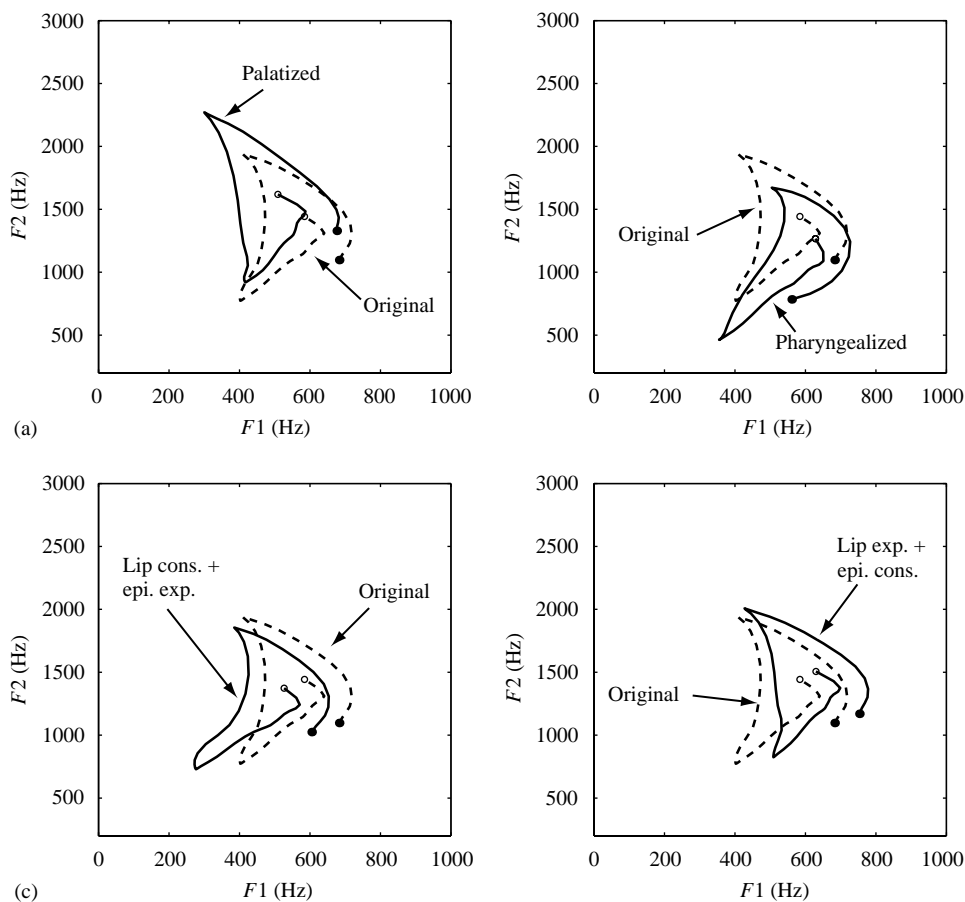 3000
2500
2000
1500
1000
500
F2 (Hz)
Palatized
Original
0 200 400 600 800 1000
F1 (Hz)
(a)
3000
2500
2000
1500
1000
500
F2 (Hz)
Original
Pharyngealized
0 200 400 600 800 1000
F1 (Hz)
3000
2500
2000
1500
1000
500
F2 (Hz)
Lip cons. +
epi. exp.
Original
0 200 400 600 800 1000
F1 (Hz)
(c)
3000
2500
2000
1500
1000
500
F2 (Hz)
Lip exp. +
epi. cons.
Original
0 200 400 600 800 1000
F1 (Hz)